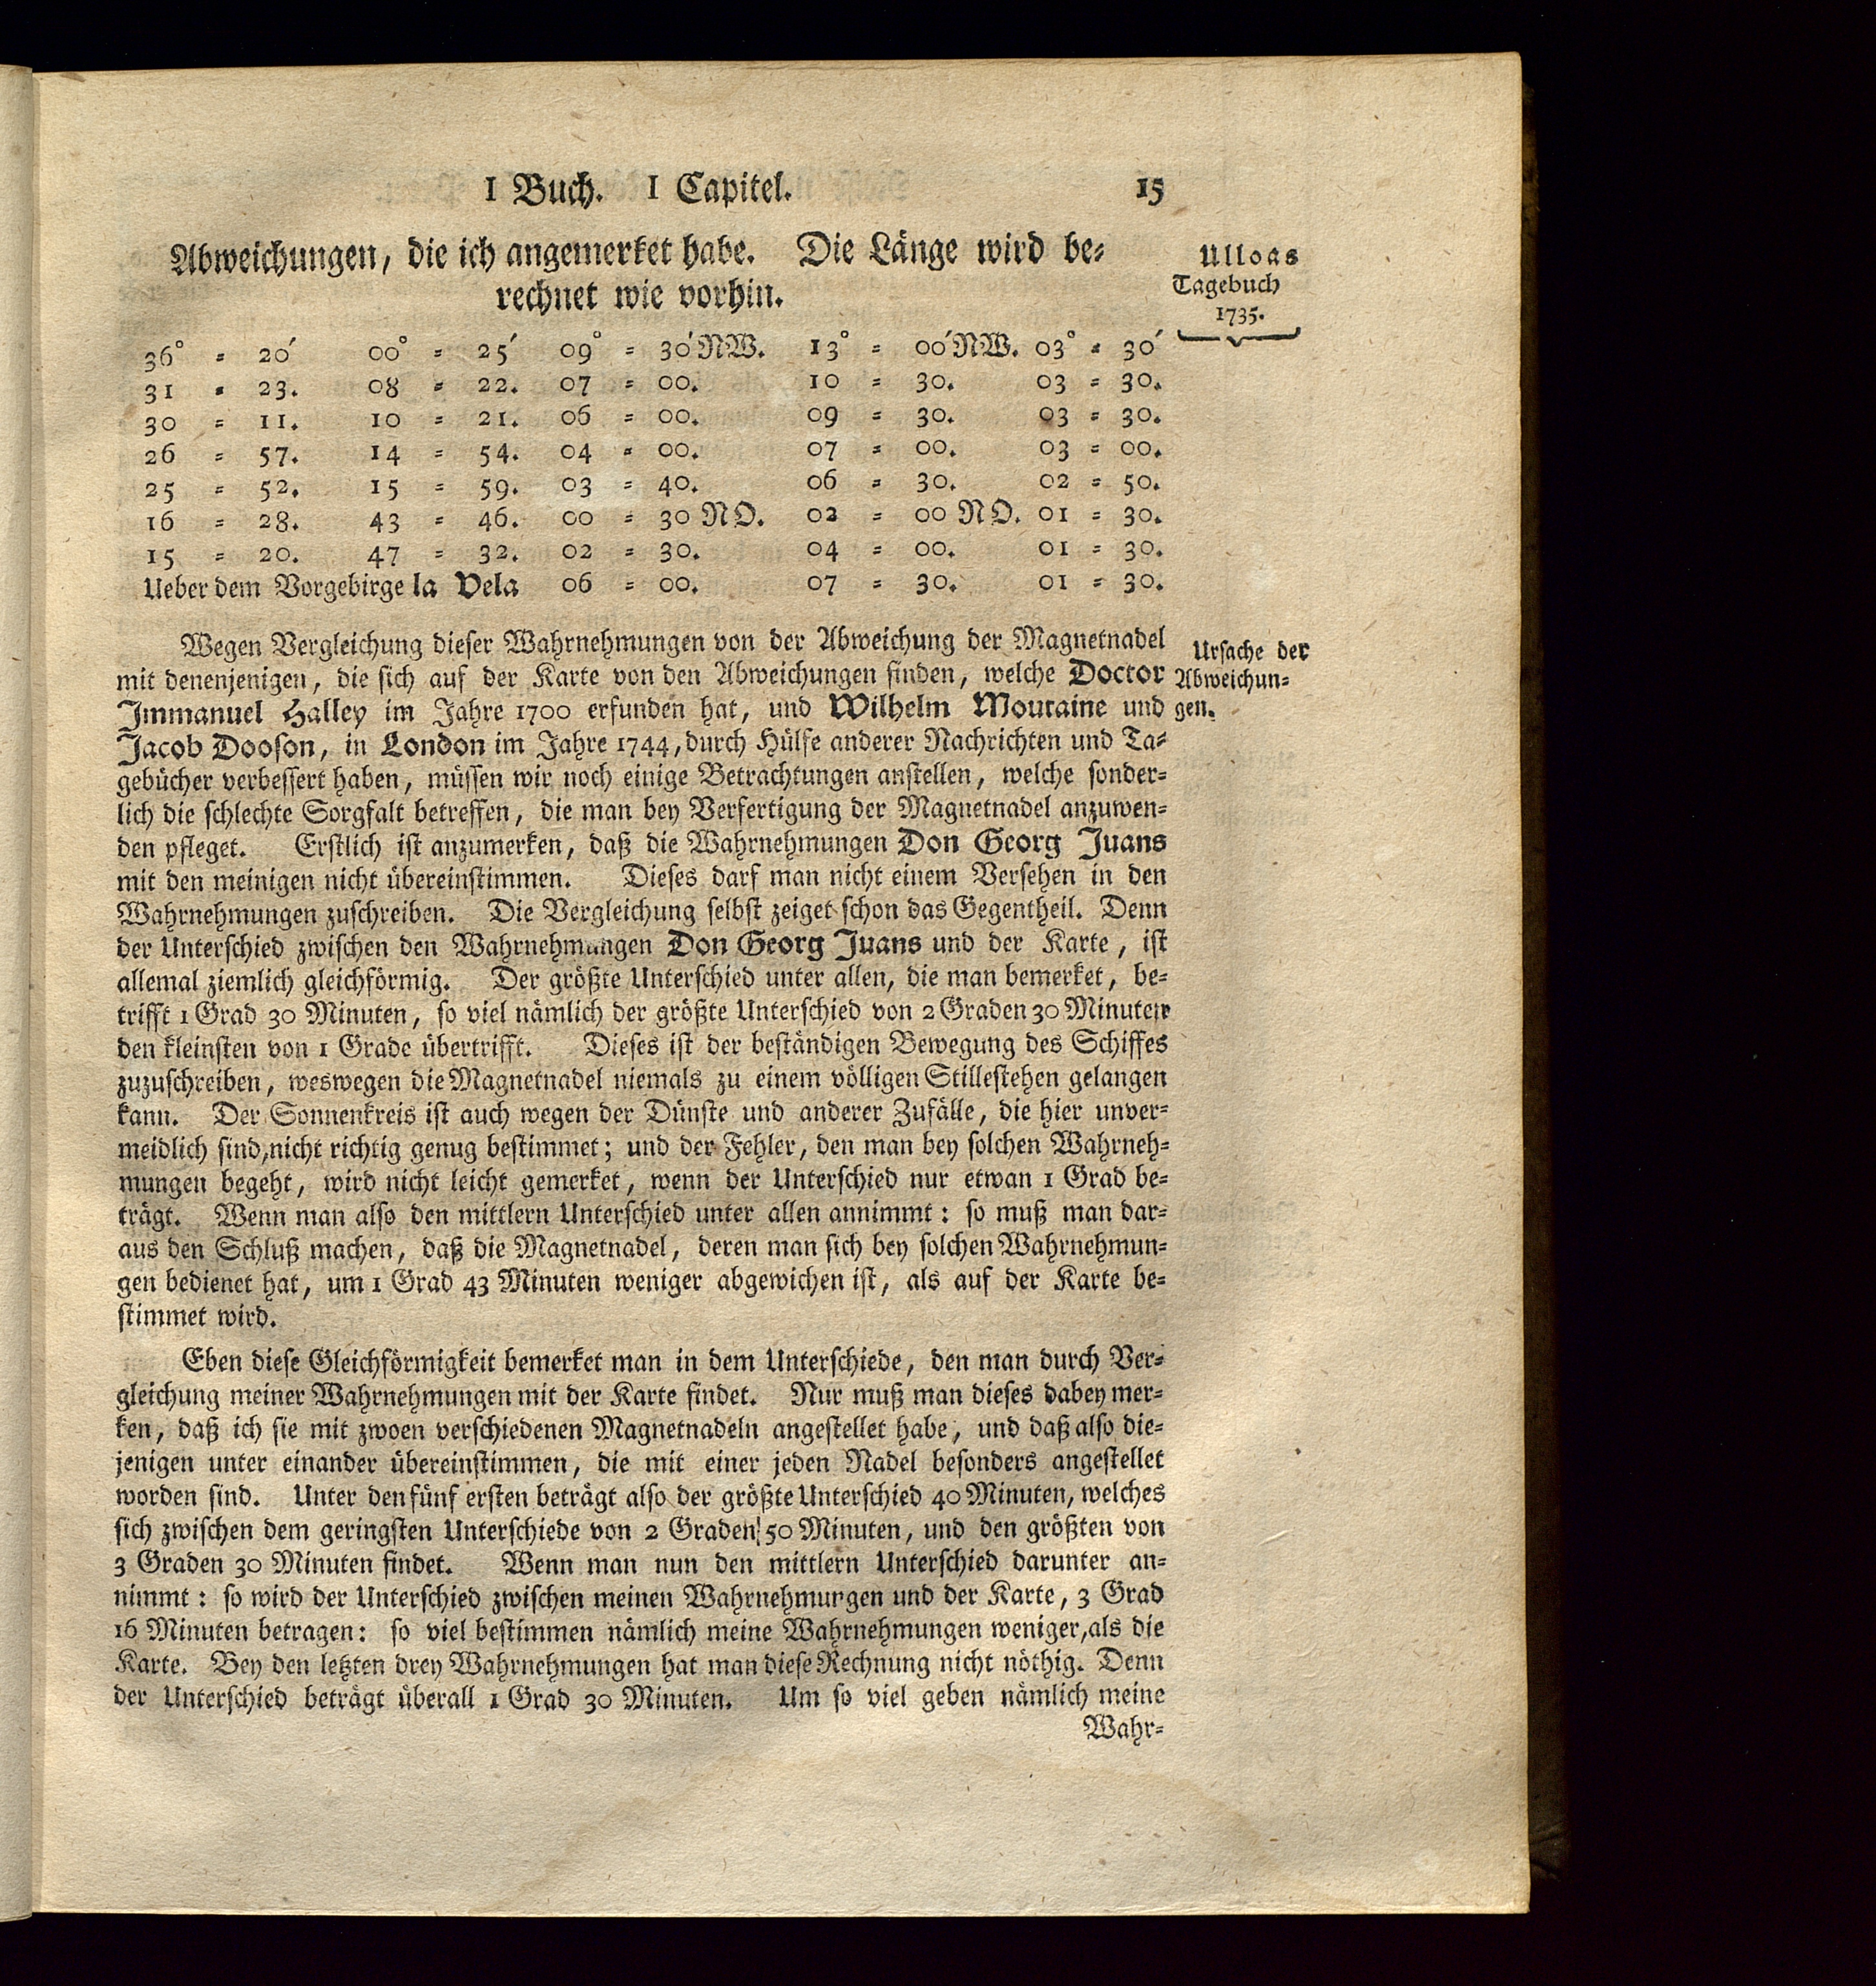 1 Buch. 1 Capitel. 15
Abweichungen, die ich angemerket habe. Die Länge wird be⸗
rechnet wie vorhin.
Ulloas
Tagebuch
1735.
36° ⸗ 20′ 00° ⸗ 25′ 09° ⸗ 30′ NW. 13° ⸗ 00′ NW. 03° ⸗ 30′
31 ⸗ 23. 08 ⸗ 22. 07 ⸗ 00. 10 ⸗ 30. 03 ⸗ 30.
30 ⸗ 11. 10 ⸗ 21. 06 ⸗ 00. 09 ⸗ 30. 03 ⸗ 30.
26 ⸗ 57. 14 ⸗ 54. 04 ⸗ 00. 07 ⸗ 00. 03 ⸗ 00.
25 ⸗ 52. 15 ⸗ 59. 03 ⸗ 40. 06 ⸗ 30. 02 ⸗ 50.
16 ⸗ 28. 43 ⸗ 46. 00 ⸗ 30 NO. 02 ⸗ 00 NO. 01 ⸗ 30.
15 ⸗ 20. 47 ⸗ 32. 02 ⸗ 30. 04 ⸗ 00. 01 ⸗ 30.
Ueber dem Vorgebirge la Vela 06 ⸗ 00. 07 ⸗ 30. 01 ⸗ 30.
Wegen Vergleichung dieser Wahrnehmungen von der Abweichung der Magnetnadel
mit denenjenigen, die sich auf der Karte von den Abweichungen finden, welche Doctor
Immanuel Halley im Jahre 1700 erfunden hat, und Wilhelm Moutaine und
Jacob Dooson, in London im Jahre 1744, durch Hülfe anderer Nachrichten und Ta⸗
gebücher verbessert haben, müssen wir noch einige Betrachtungen anstellen, welche sonder⸗
lich die schlechte Sorgfalt betreffen, die man bey Verfertigung der Magnetnadel anzuwen⸗
den pfleget. Erstlich ist anzumerken, daß die Wahrnehmungen Don Georg Juans
mit den meinigen nicht übereinstimmen. Dieses darf man nicht einem Versehen in den
Wahrnehmungen zuschreiben. Die Vergleichung selbst zeiget schon das Gegentheil. Denn
der Unterschied zwischen den Wahrnehmungen Don Georg Juans und der Karte, ist
allemal ziemlich gleichförmig. Der größte Unterschied unter allen, die man bemerket, be⸗
trifft 1 Grad 30 Minuten, so viel nämlich der größte Unterschied von 2 Graden 30 Minuten
den kleinsten von 1 Grade übertrifft. Dieses ist der beständigen Bewegung des Schiffes
zuzuschreiben, weswegen die Magnetnadel niemals zu einem völligen Stillestehen gelangen
kann. Der Sonnenkreis ist auch wegen der Dünste und anderer Zufälle, die hier unver⸗
meidlich sind, nicht richtig genug bestimmet; und der Fehler, den man bey solchen Wahrneh⸗
mungen begeht, wird nicht leicht gemerket, wenn der Unterschied nur etwan 1 Grad be⸗
trägt. Wenn man also den mittlern Unterschied unter allen annimmt: so muß man dar⸗
aus den Schluß machen, daß die Magnetnadel, deren man sich bey solchen Wahrnehmun⸗
gen bedienet hat, um 1 Grad 43 Minuten weniger abgewichen ist, als auf der Karte be⸗
stimmet wird.
Ursache der
Abweichun⸗
gen.
Eben diese Gleichförmigkeit bemerket man in dem Unterschiede, den man durch Ver⸗
gleichung meiner Wahrnehmungen mit der Karte findet. Nur muß man dieses dabey mer⸗
ken, daß ich sie mit zwoen verschiedenen Magnetnadeln angestellet habe, und daß also die⸗
jenigen unter einander übereinstimmen, die mit einer jeden Nadel besonders angestellet
worden sind. Unter den fünf ersten beträgt also der größte Unterschied 40 Minuten, welches
sich zwischen dem geringsten Unterschiede von 2 Graden 50 Minuten, und den größten von
3 Graden 30 Minuten findet. Wenn man nun den mittlern Unterschied darunter an⸗
nimmt: so wird der Unterschied zwischen meinen Wahrnehmungen und der Karte, 3 Grad
16 Minuten betragen: so viel bestimmen nämlich meine Wahrnehmungen weniger, als die
Karte. Bey den letzten drey Wahrnehmungen hat man diese Rechnung nicht nöthig. Denn
der Unterschied beträgt überall 1 Grad 30 Minuten. Um so viel geben nämlich meine
Wahr⸗